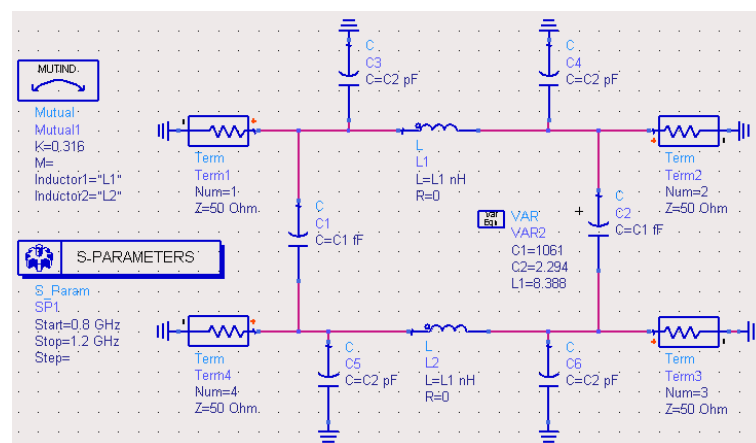 MUTIND
Mutual
Mutual1
K=0.316
M=
Inductor1="L1"
Inductor2="L2"
C
C3
C=C2 pF
C
C4
C=C2 pF
Term
Term1
Num=1
Z=50 Ohm
L
L1
L=L1 nH
R=0
Term
Term2
Num=2
Z=50 Ohm
C
C1
C=C1 fF
Var
Eqn
VAR
VAR2
C1=1061
C2=2.294
L1=8.388
C
C2
C=C1 fF
S-PARAMETERS
S_Param
SP1
Start=0.8 GHz
Stop=1.2 GHz
Step=
Term
Term4
Num=4
Z=50 Ohm
C
C5
C=C2 pF
L
L2
L=L1 nH
R=0
C
C6
C=C2 pF
Term
Term3
Num=3
Z=50 Ohm